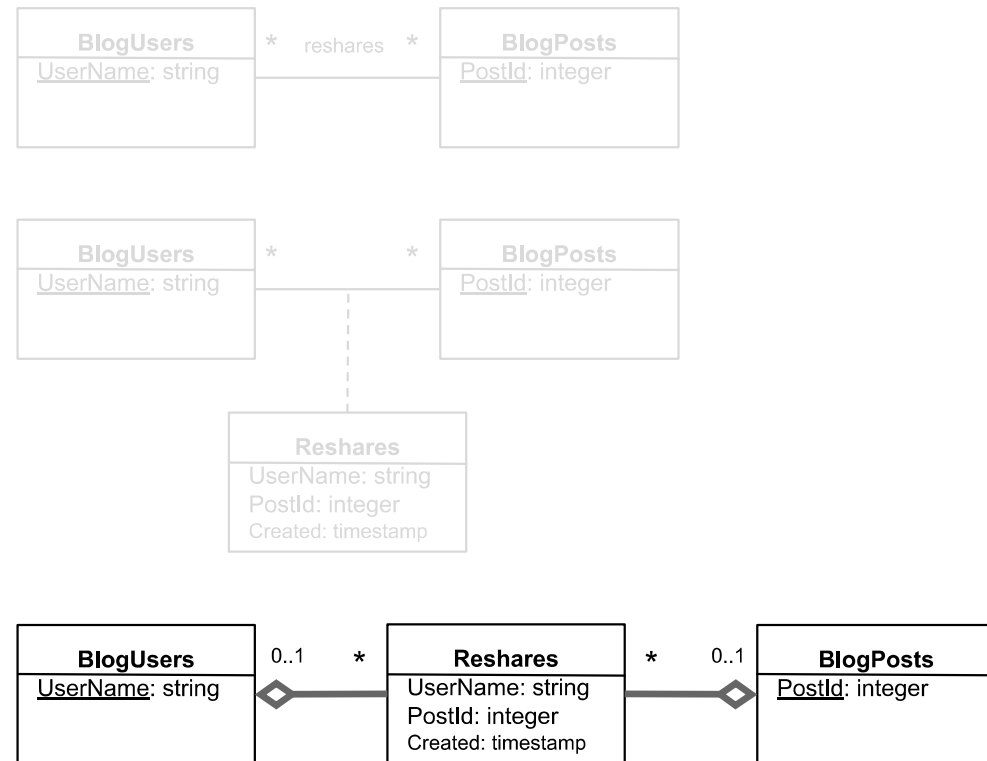 BlogUsers * reshares * BlogPosts
UserName: string PostId: integer
BlogUsers * * BlogPosts
UserName: string PostId: integer
Reshares
UserName: string
PostId: integer
Created: timestamp
BlogUsers 0..1 * Reshares * 0..1 BlogPosts
UserName: string UserName: string PostId: integer
PostId: integer
Created: timestamp